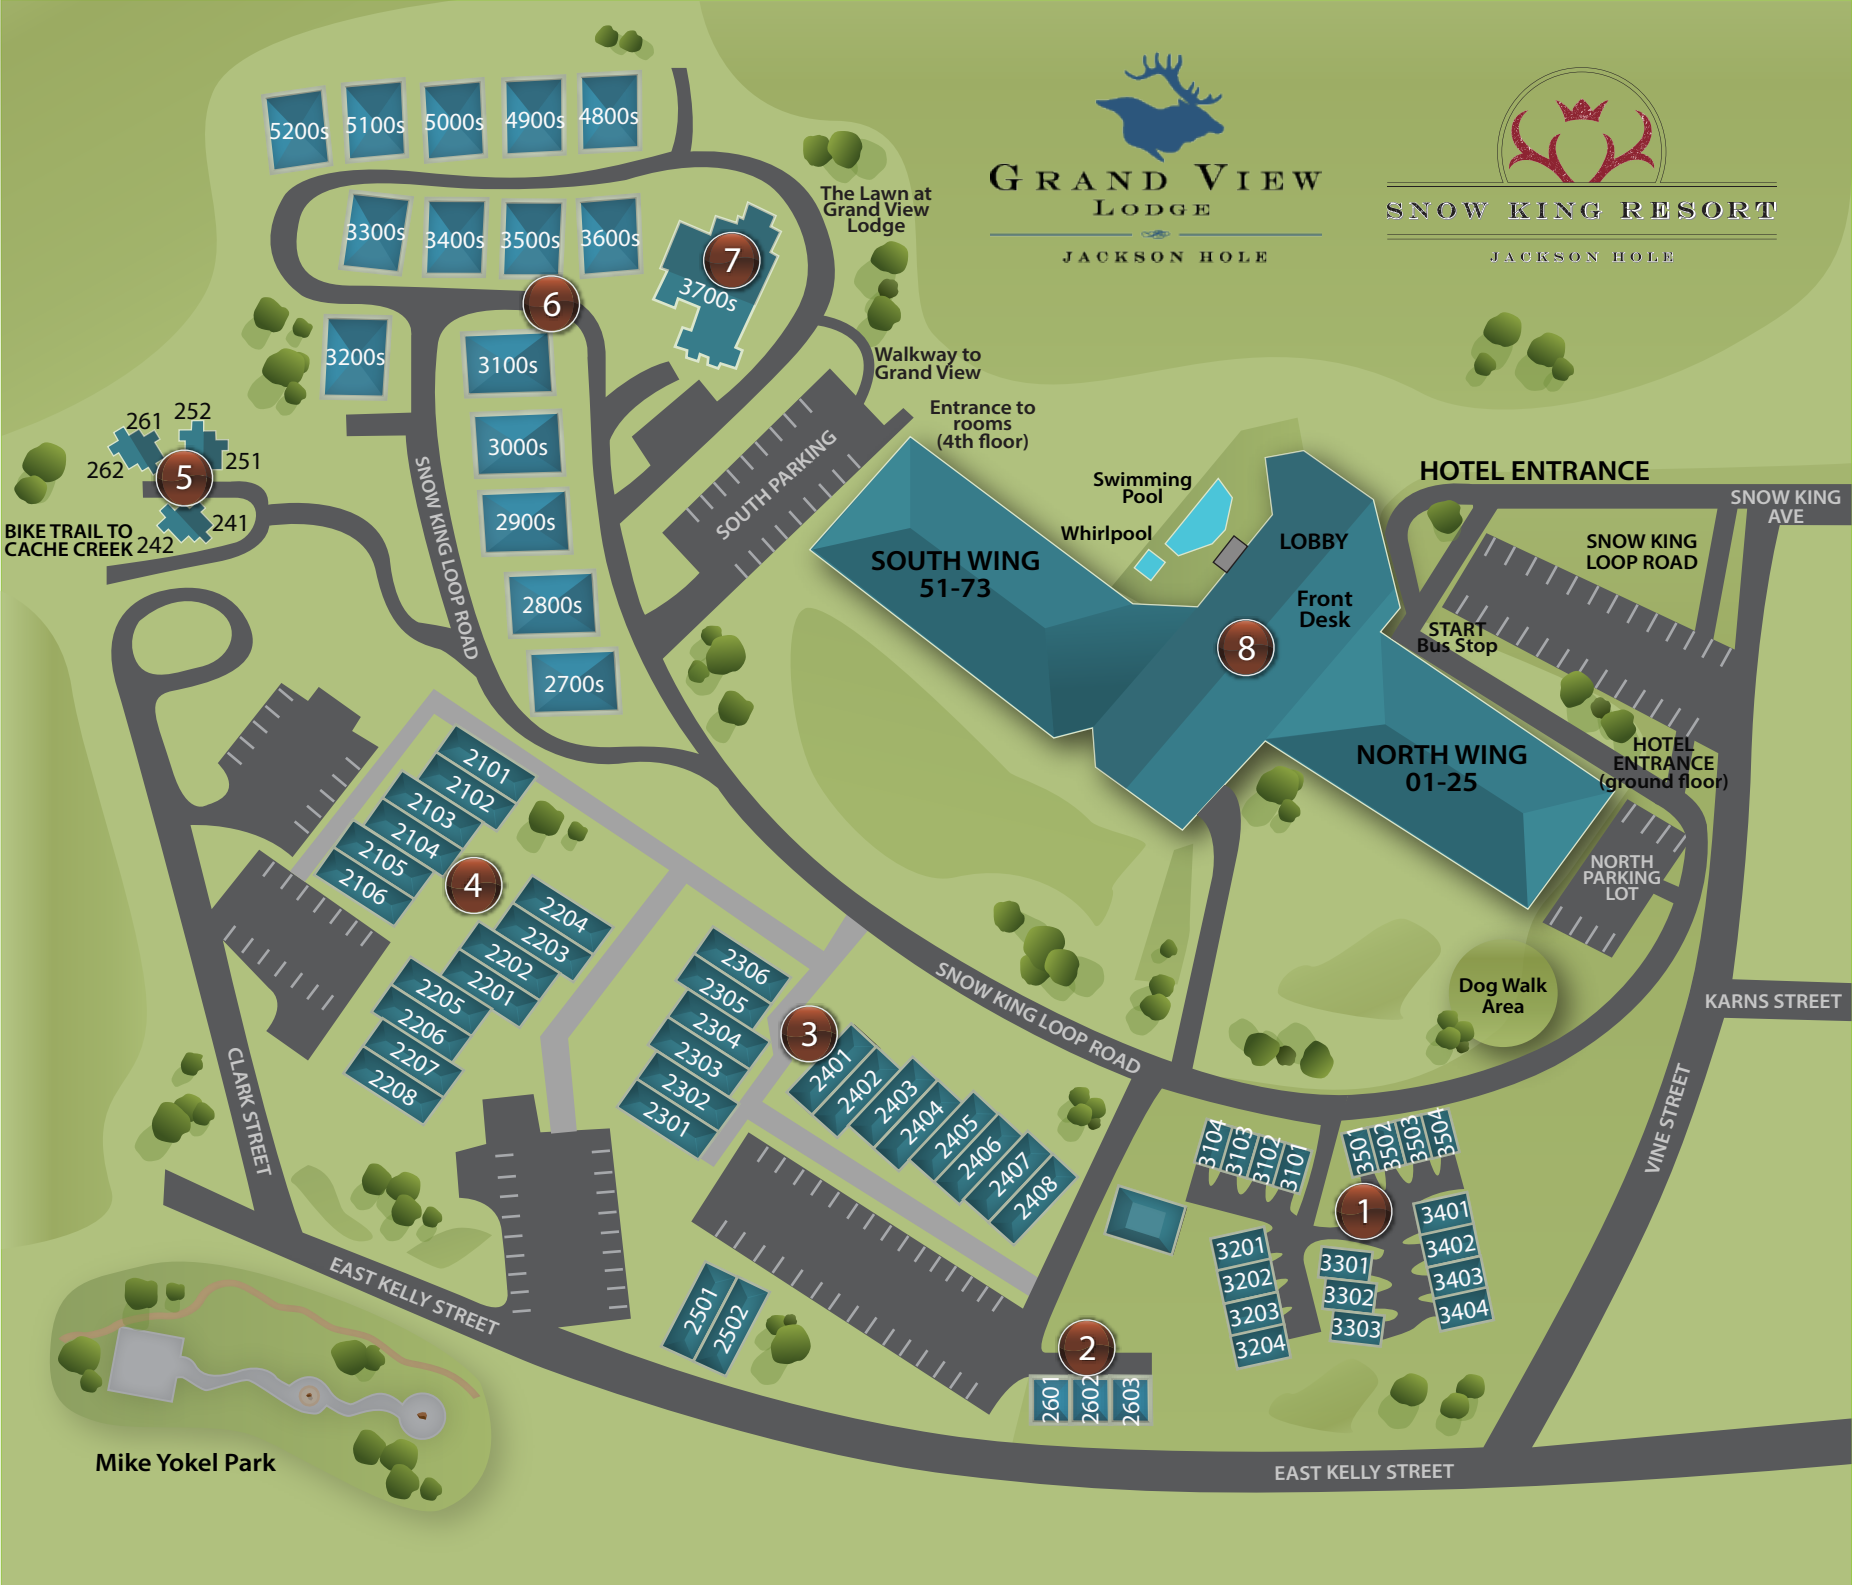 GRAND VIEW
LODGE
JACKSON HOLE
SNOW KING RESORT
JACKSON HOLE
5200s
5100s
5000s
4900s
4800s
3300s
3400s
3500s
3600s
7
3700s
6
The Lawn at
Grand View
Lodge
3200s
3100s
3000s
2900s
2800s
2700s
Walkway to
Grand View
Entrance to
rooms
(4th floor)
261
252
262
5
251
241
242
BIKE TRAIL TO
CACHE CREEK
SNOW KING LOOP ROAD
SOUTH PARKING
Swimming
Pool
Whirlpool
SOUTH WING
51-73
LOBBY
Front
Desk
8
HOTEL ENTRANCE
SNOW KING
AVE
SNOW KING
LOOP ROAD
START
Bus Stop
NORTH WING
01-25
HOTEL
ENTRANCE
(ground floor)
NORTH
PARKING
LOT
Dog Walk
Area
KARNS STREET
VINE STREET
SNOW KING LOOP ROAD
2101
2102
2103
2104
2105
2106
4
2204
2203
2202
2201
2205
2206
2207
2208
2306
2305
2304
2303
2302
2301
3
2401
2402
2403
2404
2405
2406
2407
2408
CLARK STREET
2501
2502
2
2601
2602
2603
3104
3103
3102
3101
3501
3502
3503
3504
1
3201
3202
3203
3204
3301
3302
3303
3401
3402
3403
3404
EAST KELLY STREET
EAST KELLY STREET
Mike Yokel Park